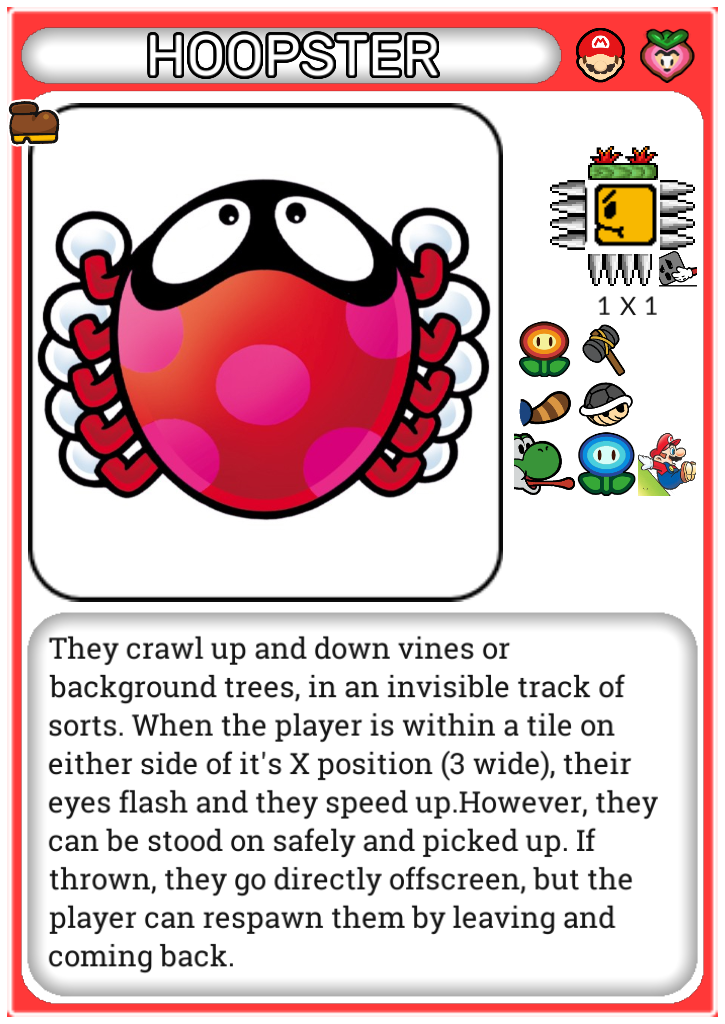 HOOPSTER
M
1 X 1
They crawl up and down vines or
background trees, in an invisible track of
sorts. When the player is within a tile on
either side of it's X position (3 wide), their
eyes flash and they speed up.However, they
can be stood on safely and picked up. If
thrown, they go directly offscreen, but the
player can respawn them by leaving and
coming back.